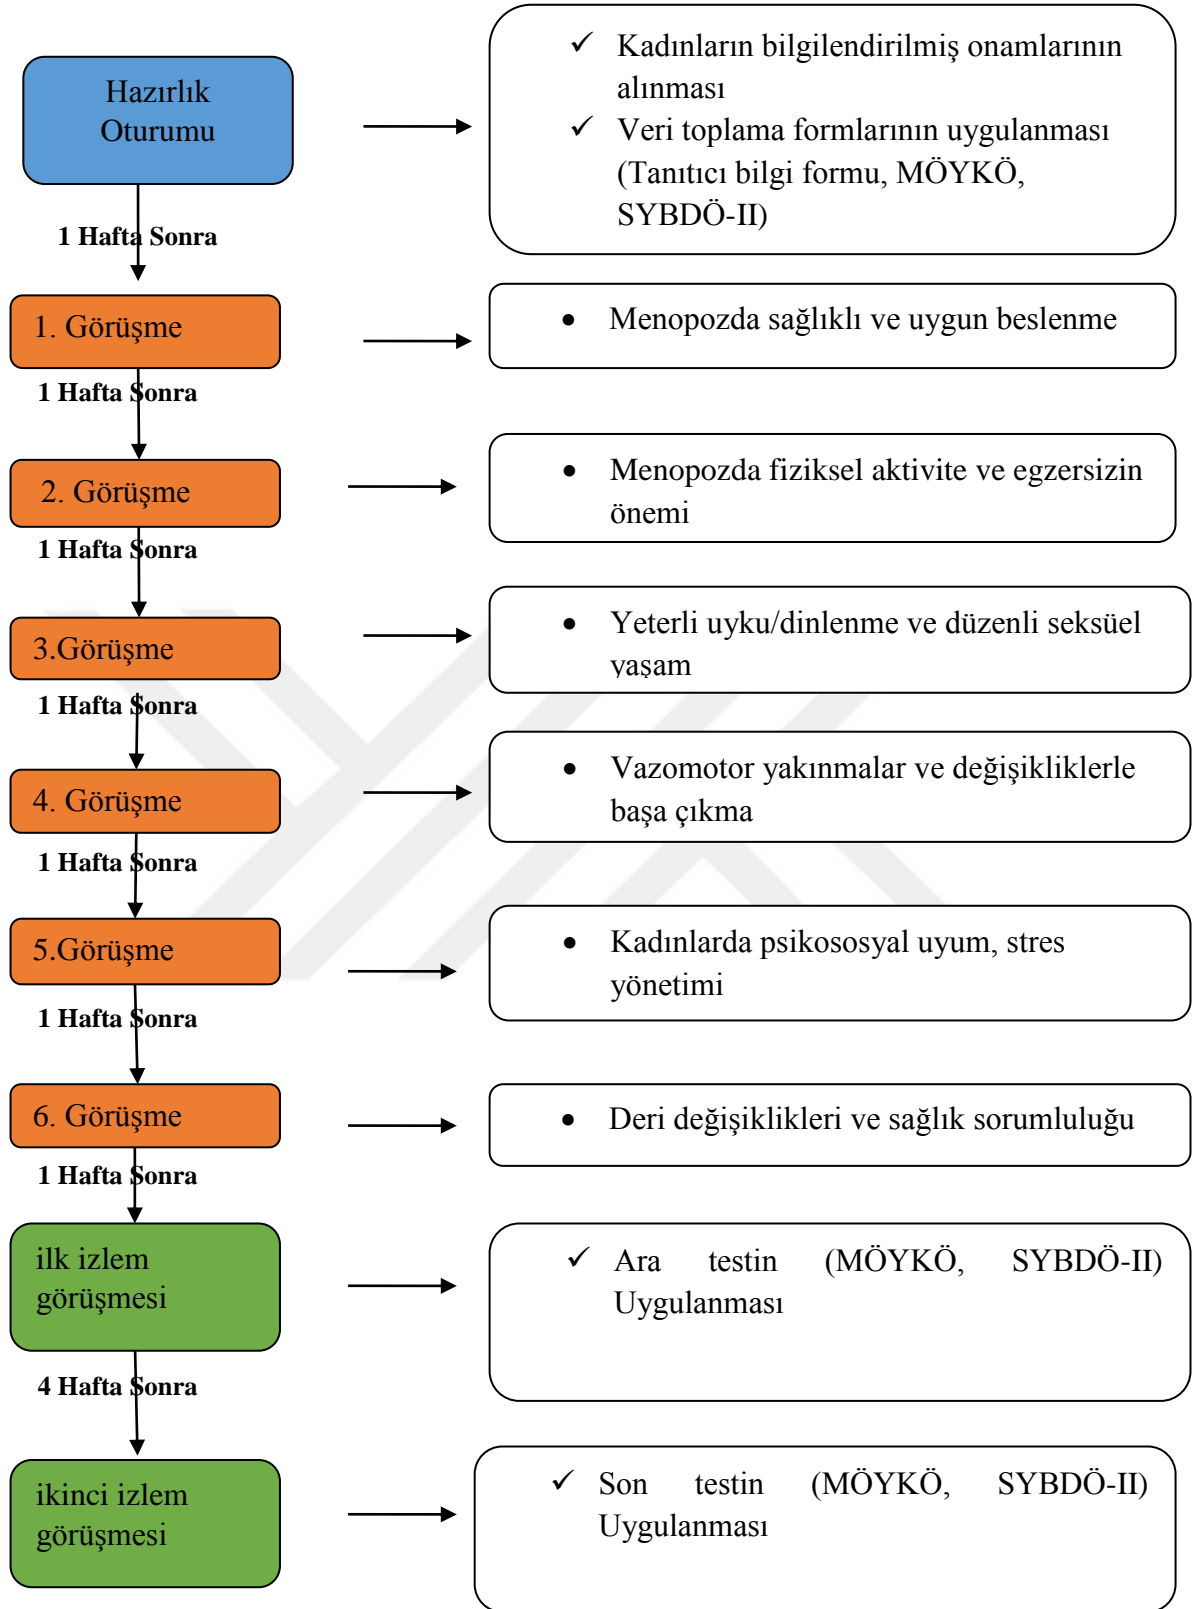 Hazırlık
Oturumu
✓ Kadınların bilgilendirilmiş onamlarının
alınması
✓ Veri toplama formlarının uygulanması
(Tanıtıcı bilgi formu, MÖYKÖ,
SYBDÖ-II)
1 Hafta Sonra
1. Görüşme
• Menopozda sağlıklı ve uygun beslenme
1 Hafta Sonra
2. Görüşme
• Menopozda fiziksel aktivite ve egzersizin
önemi
1 Hafta Sonra
3.Görüşme
• Yeterli uyku/dinlenme ve düzenli seksüel
yaşam
1 Hafta Sonra
4. Görüşme
• Vazomotor yakınmalar ve değişikliklerle
başa çıkma
1 Hafta Sonra
5.Görüşme
• Kadınlarda psikososyal uyum, stres
yönetimi
1 Hafta Sonra
6. Görüşme
• Deri değişiklikleri ve sağlık sorumluluğu
1 Hafta Sonra
ilk izlem
görüşmesi
✓ Ara testin (MÖYKÖ, SYBDÖ-II)
Uygulanması
4 Hafta Sonra
ikinci izlem
görüşmesi
✓ Son testin (MÖYKÖ, SYBDÖ-II)
Uygulanması